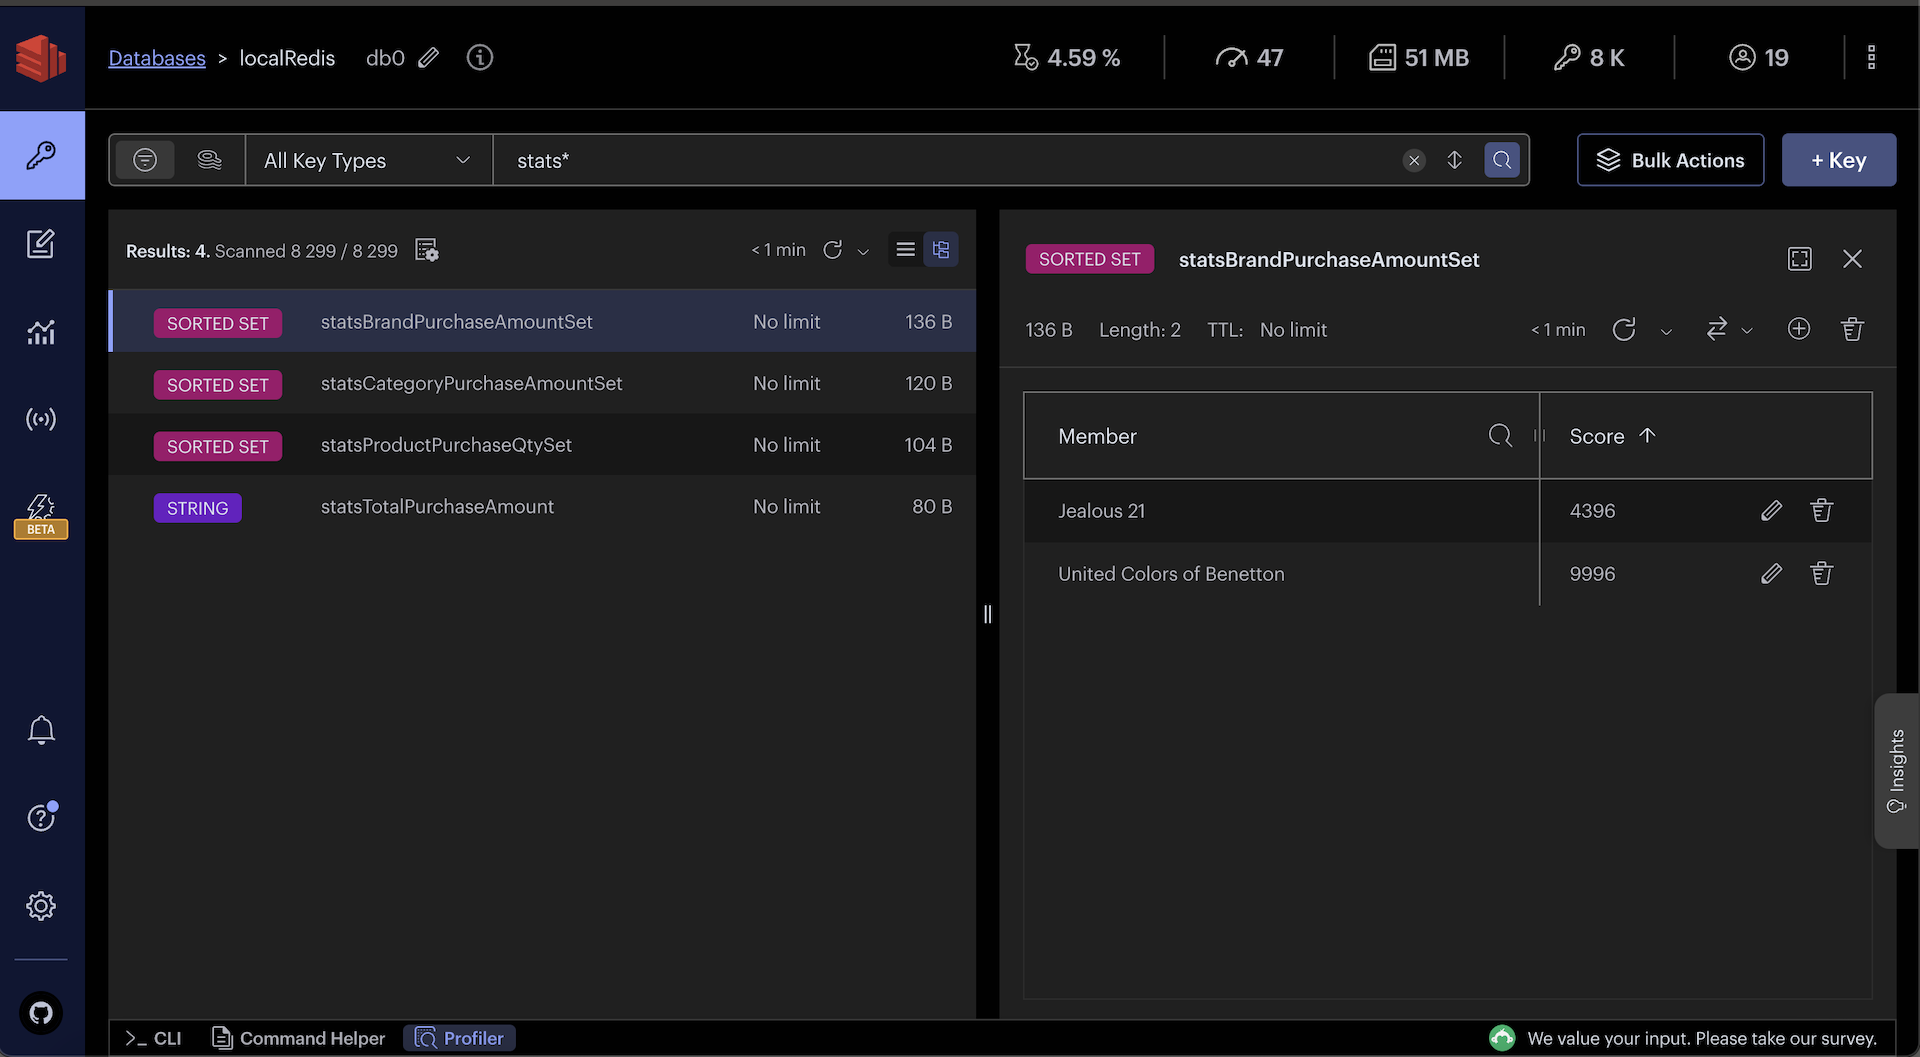 Databases > localRedis db0 4.59 % 47 51 MB 8 K 19
All Key Types stats* Bulk Actions + Key
Results: 4. Scanned 8 299 / 8 299 < 1 min
SORTED SET statsBrandPurchaseAmountSet No limit 136 B
SORTED SET statsCategoryPurchaseAmountSet No limit 120 B
SORTED SET statsProductPurchaseQtySet No limit 104 B
STRING statsTotalPurchaseAmount No limit 80 B
SORTED SET statsBrandPurchaseAmountSet
136 B Length: 2 TTL: No limit < 1 min
Member Score
Jealous 21 4396
United Colors of Benetton 9996
BETA
Insights
>_ CLI Command Helper Profiler We value your input. Please take our survey.